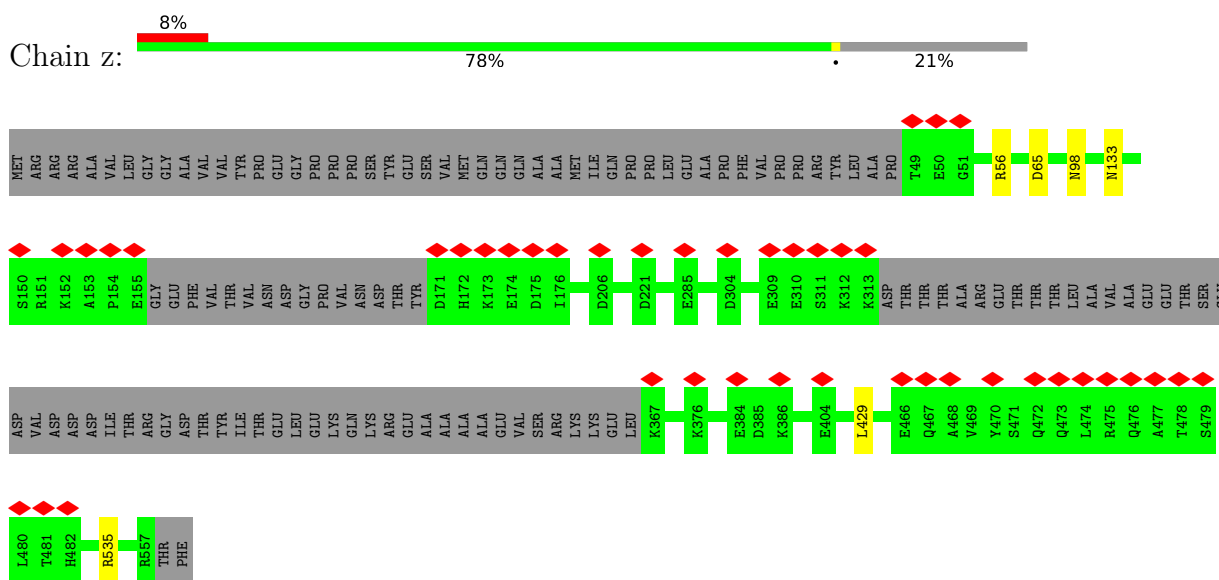 8%
Chain z:
78%
•
21%
MET ARG ARG ARG ALA VAL LEU GLY GLY ALA VAL VAL TYR PRO GLU GLY PRO PRO PRO SER TYR GLU SER VAL MET GLN GLN GLN ALA ALA MET ILE GLN PRO PRO LEU GLU ALA PRO PHE VAL PRO PRO ARG TYR LEU ALA PRO T49 E50 G51 R56 D65 N98 N133
S150 R151 K152 A153 P154 E155 GLY GLU PHE VAL THR VAL ASN ASP GLY PRO VAL ASN ASP THR TYR D171 H172 K173 E174 D175 I176 D206 D221 E285 D304 E309 E310 S311 K312 K313 ASP THR THR THR ALA ARG GLU THR THR THR LEU ALA VAL ALA GLU GLU THR SER
ASP VAL ASP ASP ASP ILE THR ARG GLY ASP THR TYR ILE THR GLU LEU GLU LYS GLN LYS ARG GLU ALA ALA ALA ALA GLU VAL SER ARG LYS LYS GLU LEU K367 K376 E384 D385 K386 E404 L429 E466 Q467 A468 V469 Y470 S471 Q472 Q473 L474 R475 Q476 A477 T478 S479
L480 T481 H482 R535 R557 THR PHE